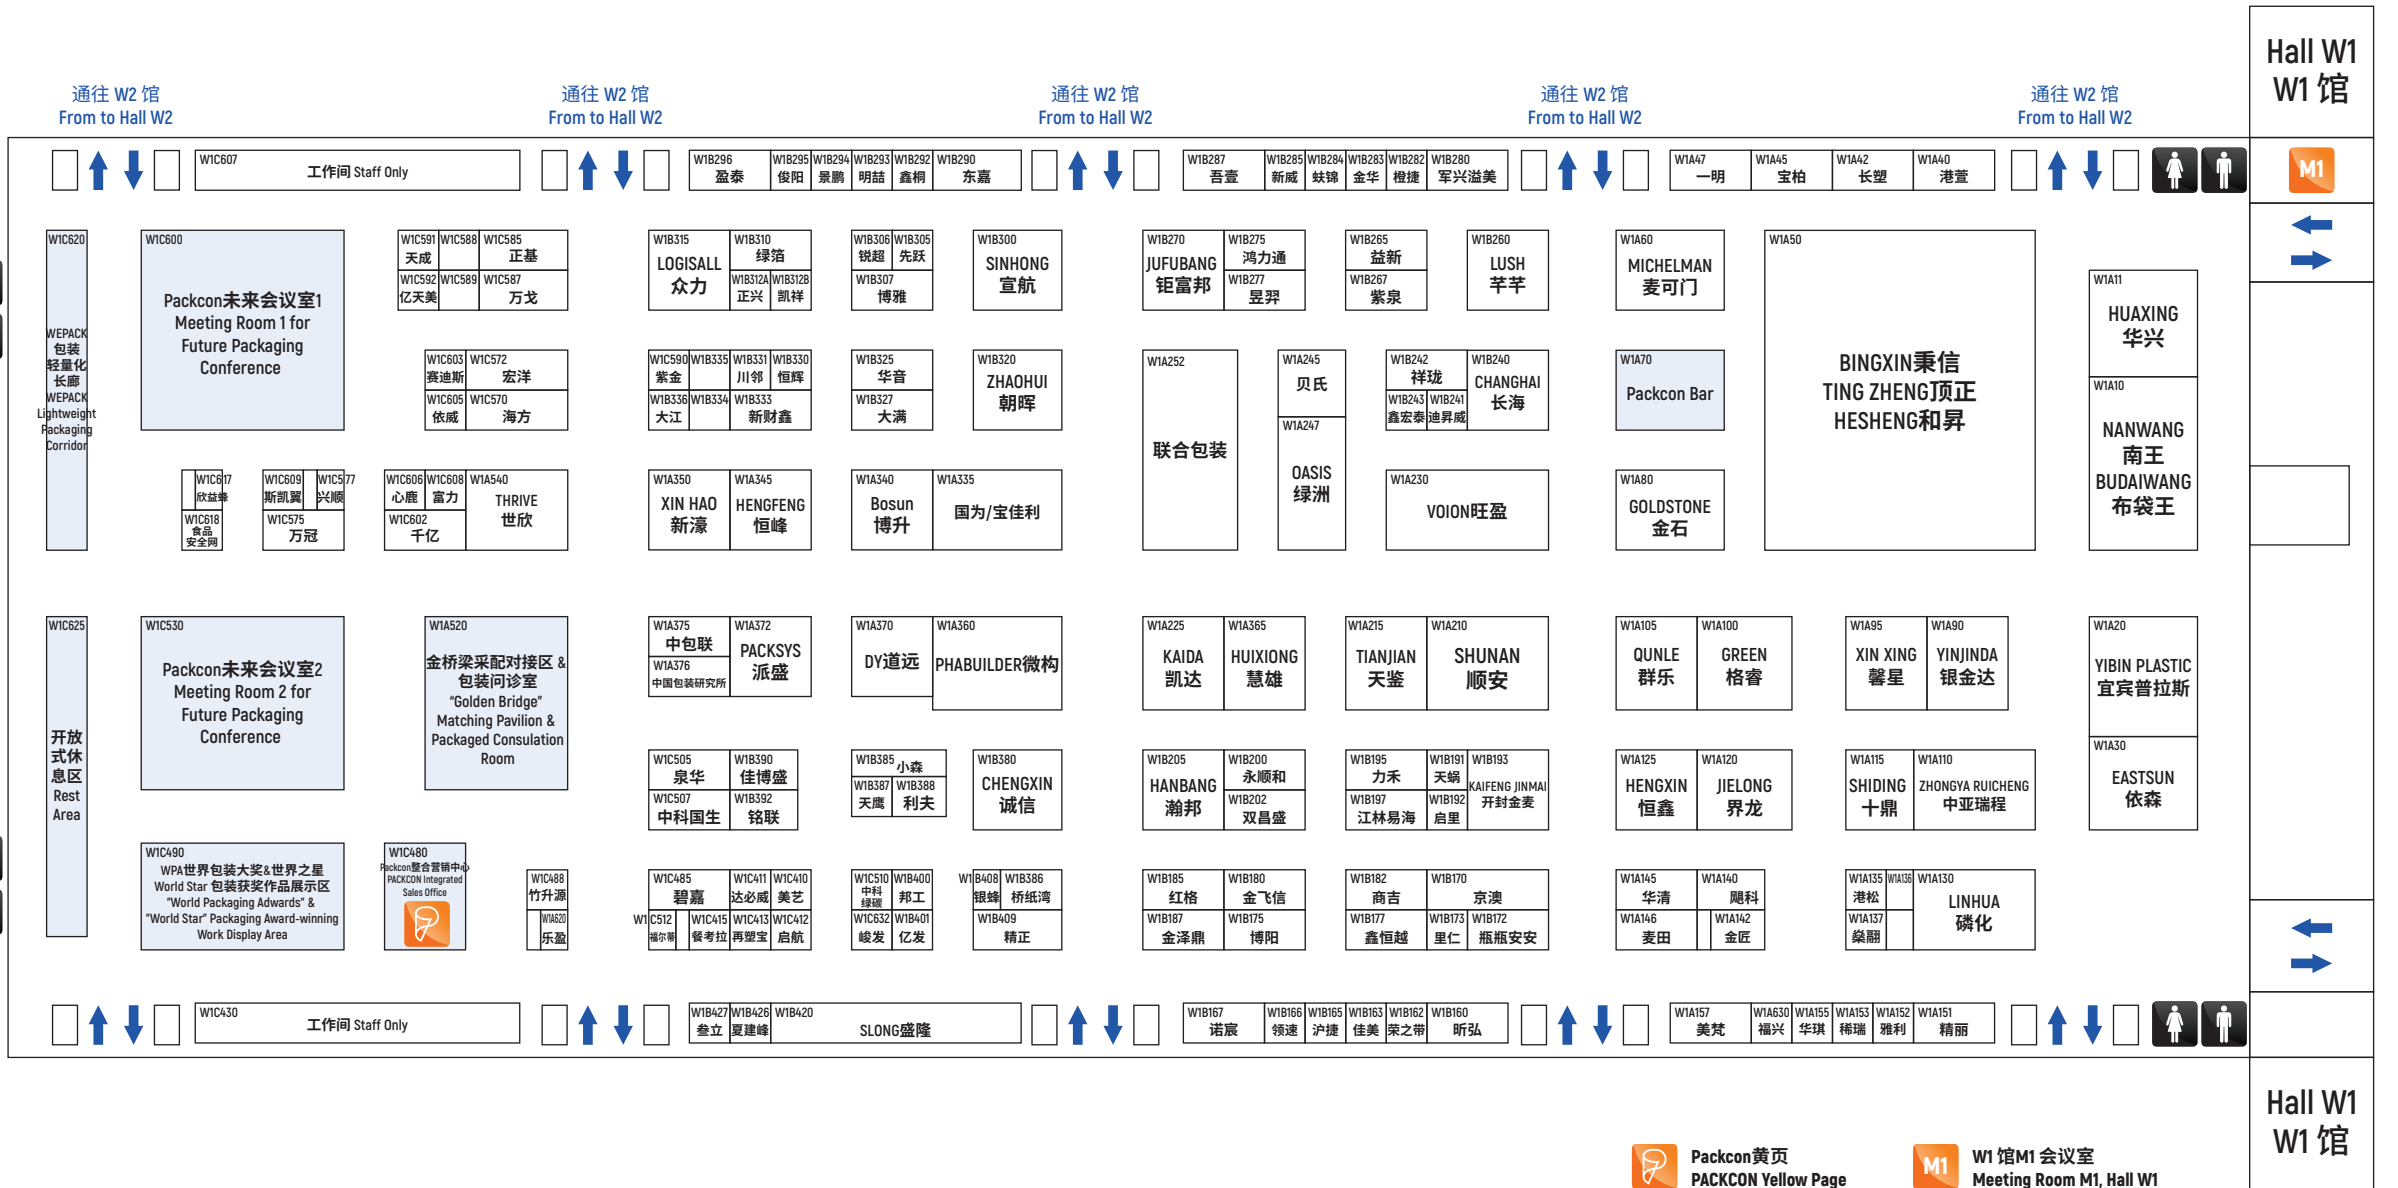 Hall W1
W1 馆
通往 W2 馆
From to Hall W2
通往 W2 馆
From to Hall W2
通往 W2 馆
From to Hall W2
通往 W2 馆
From to Hall W2
通往 W2 馆
From to Hall W2
W1C607
工作间 Staff Only
W1B296
盈泰
W1B295
俊阳
W1B294
景鹏
W1B293
明喆
W1B292
鑫桐
W1B290
东嘉
W1B287
吾壹
W1B285
新威
W1B284
蚨锦
W1B283
金华
W1B282
橙捷
W1B280
军兴溢美
W1A47
一明
W1A45
宝柏
W1A42
长塑
W1A40
港萱
M1
W1C620
WEPACK
包装
轻量化
长廊
WEPACK
Lightweight
Packaging
Corridor
W1C600
Packcon未来会议室1
Meeting Room 1 for
Future Packaging
Conference
W1C591
天成
W1C588
W1C585
正基
W1C592
亿天美
W1C589
W1C587
万戈
W1B315
LOGISALL
众力
W1B310
绿箔
W1B312A
正兴
W1B312B
凯祥
W1B306
锐超
W1B305
先跃
W1B307
博雅
W1B300
SINHONG
宣航
W1B270
JUFUBANG
钜富邦
W1B275
鸿力通
W1B277
昱羿
W1B265
益新
W1B267
紫泉
W1B260
LUSH
芊芊
W1A60
MICHELMAN
麦可门
W1A50
BINGXIN秉信
TING ZHENG顶正
HESHENG和昇
W1A11
HUAXING
华兴
W1A10
NANWANG
南王
BUDAIWANG
布袋王
W1C603
赛迪斯
W1C572
宏洋
W1C605
依威
W1C570
海方
W1C590
紫金
W1B335
W1B331
川邻
W1B330
恒辉
W1B336
大江
W1B334
W1B333
新财鑫
W1B325
华音
W1B327
大满
W1B320
ZHAOHUI
朝晖
W1A252
联合包装
W1A245
贝氏
W1A247
OASIS
绿洲
W1B242
祥珑
W1B240
CHANGHAI
长海
W1B243
鑫宏泰
W1B241
迪昇威
W1A70
Packcon Bar
W1C617
欣益蜂
W1C618
食品
安全网
W1C609
斯凯翼
W1C577
兴顺
W1C575
万冠
W1C606
心鹿
W1C608
富力
W1C602
千亿
W1A540
THRIVE
世欣
W1A350
XIN HAO
新濠
W1A345
HENGFENG
恒峰
W1A340
Bosun
博升
W1A335
国为/宝佳利
W1A230
VOION旺盈
W1A80
GOLDSTONE
金石
W1C625
开放
式休
息区
Rest
Area
W1C530
Packcon未来会议室2
Meeting Room 2 for
Future Packaging
Conference
W1A520
金桥梁采配对接区 &
包装问诊室
“Golden Bridge”
Matching Pavilion &
Packaged Consulation
Room
W1A375
中包联
W1A376
中国包装研究所
W1A372
PACKSYS
派盛
W1A370
DY道远
W1A360
PHABUILDER微构
W1A225
KAIDA
凯达
W1A365
HUIXIONG
慧雄
W1A215
TIANJIAN
天鉴
W1A210
SHUNAN
顺安
W1A105
QUNLE
群乐
W1A100
GREEN
格睿
W1A95
XIN XING
馨星
W1A90
YINJINDA
银金达
W1A20
YIBIN PLASTIC
宜宾普拉斯
W1A30
EASTSUN
依森
W1C505
泉华
W1B390
佳博盛
W1C507
中科国生
W1B392
铭联
W1B385
小森
W1B387
天鹰
W1B388
利夫
W1B380
CHENGXIN
诚信
W1B205
HANBANG
瀚邦
W1B200
永顺和
W1B202
双昌盛
W1B195
力禾
W1B197
江林易海
W1B191
天蜗
W1B192
启里
W1B193
KAIFENG JINMAI
开封金麦
W1A125
HENGXIN
恒鑫
W1A120
JIELONG
界龙
W1A115
SHIDING
十鼎
W1A110
ZHONGYA RUICHENG
中亚瑞程
W1C490
WPA世界包装大奖&世界之星
World Star 包装获奖作品展示区
“World Packaging Adwards” &
“World Star” Packaging Award-winning
Work Display Area
W1C480
Packcon整合营销中心
PACKCON Integrated
Sales Office
W1C488
竹升源
W1A620
乐盈
W1C485
碧嘉
W1C411
达必威
W1C410
美艺
W1C512
福尔蒂
W1C415
餐考拉
W1C413
再塑宝
W1C412
启航
W1C510
中科
绿碳
W1B400
邦工
W1C632
峻发
W1B401
亿发
W1B408
银蜂
W1B386
桥纸湾
W1B409
精正
W1B185
红格
W1B180
金飞信
W1B187
金泽鼎
W1B175
博阳
W1B182
商吉
W1B170
京澳
W1B177
鑫恒越
W1B173
里仁
W1B172
瓶瓶安安
W1A145
华清
W1A140
飓科
W1A146
麦田
W1A142
金匠
W1A135
港松
W1A136
W1A137
燊翮
W1A130
LINHUA
磷化
W1C430
工作间 Staff Only
W1B427
叁立
W1B426
夏建峰
W1B420
SLONG盛隆
W1B167
诺宸
W1B166
领速
W1B165
沪捷
W1B163
佳美
W1B162
荣之带
W1B160
昕弘
W1A157
美梵
W1A630
福兴
W1A155
华琪
W1A153
稀瑞
W1A152
雅利
W1A151
精丽
Hall W1
W1 馆
Packcon黄页
PACKCON Yellow Page
M1
W1 馆M1 会议室
Meeting Room M1, Hall W1